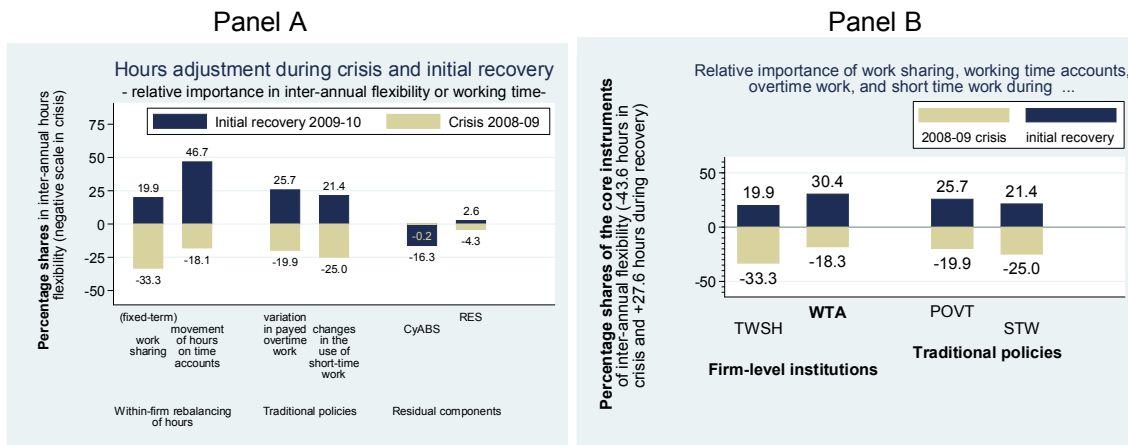 Panel A
Hours adjustment during crisis and initial recovery
- relative importance in inter-annual flexibility or working time-
Percentage shares in inter-annual hours
flexibility (negative scale in crisis)
Initial recovery 2009-10
Crisis 2008-09
75
50
25
0
-25
-50
19.9
46.7
25.7
21.4
2.6
-0.2
-33.3
-18.1
-19.9
-25.0
-16.3
-4.3
(fixed-term)
work
sharing
movement of hours
on time
accounts
variation
in payed
overtime
work
changes in
the use of
short-time
work
CyABS
RES
Within-firm rebalancing
of hours
Traditional policies
Residual components
Panel B
Relative importance of work sharing, working time accounts,
overtime work, and short time work during ...
Percentage shares of the core instruments
of inter-annual flexibility (-43.6 hours in
crisis and +27.6 hours during recovery)
2008-09 crisis
initial recovery
50
0
-50
19.9
30.4
25.7
21.4
-33.3
-18.3
-19.9
-25.0
TWSH
WTA
POVT
STW
Firm-level institutions
Traditional policies